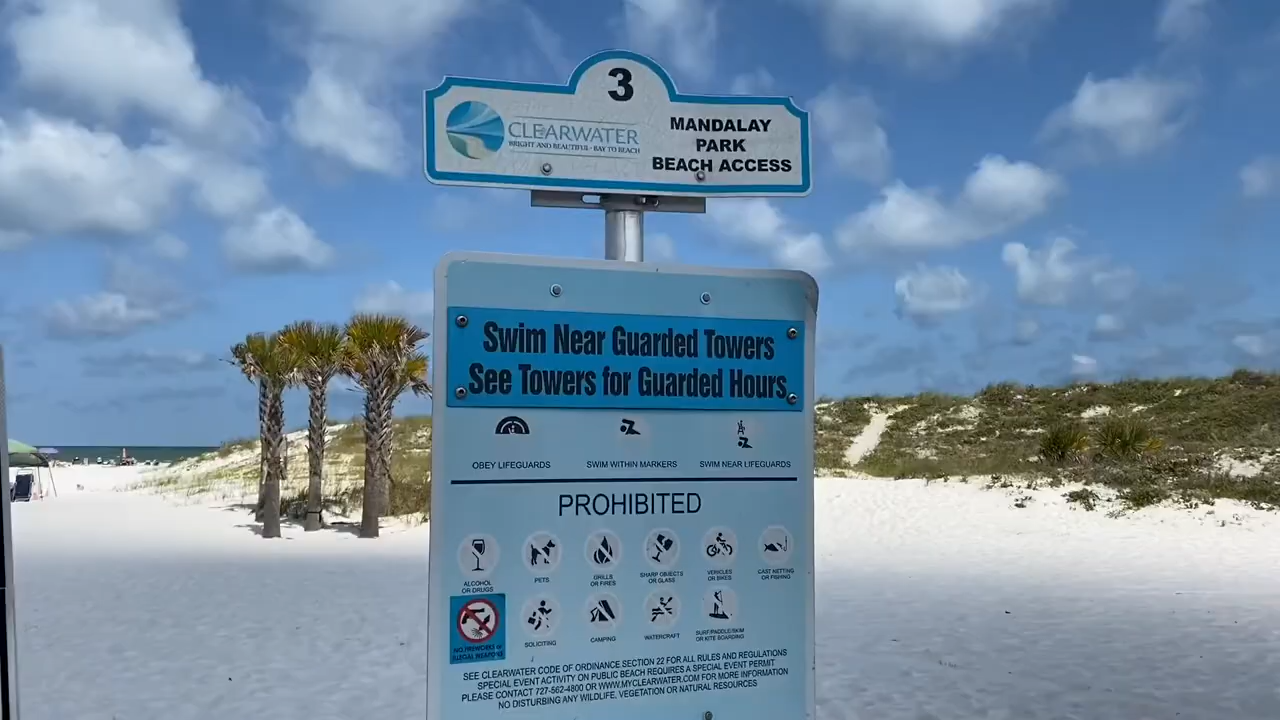 3
CLEARWATER
BRIGHT AND BEAUTIFUL • BAY TO BEACH
MANDALAY
PARK
BEACH ACCESS
Swim Near Guarded Towers
See Towers for Guarded Hours
OBEY LIFEGUARDS
SWIM WITHIN MARKERS
SWIM NEAR LIFEGUARDS
PROHIBITED
ALCOHOL
OR DRUGS
PETS
GRILLS
OR FIRES
SHARP OBJECTS
OR GLASS
VEHICLES
OR BIKES
CAST NETTING
OR FISHING
NO FIREWORKS or
ILLEGAL WEAPONS
SOLICITING
CAMPING
WATERCRAFT
SURF/PADDLE/SKIM
OR KITE BOARDING
SEE CLEARWATER CODE OF ORDINANCE SECTION 22 FOR ALL RULES AND REGULATIONS
SPECIAL EVENT ACTIVITY ON PUBLIC BEACH REQUIRES A SPECIAL EVENT PERMIT
PLEASE CONTACT 727-562-4800 OR WWW.MYCLEARWATER.COM FOR MORE INFORMATION
NO DISTURBING ANY WILDLIFE, VEGETATION OR NATURAL RESOURCES